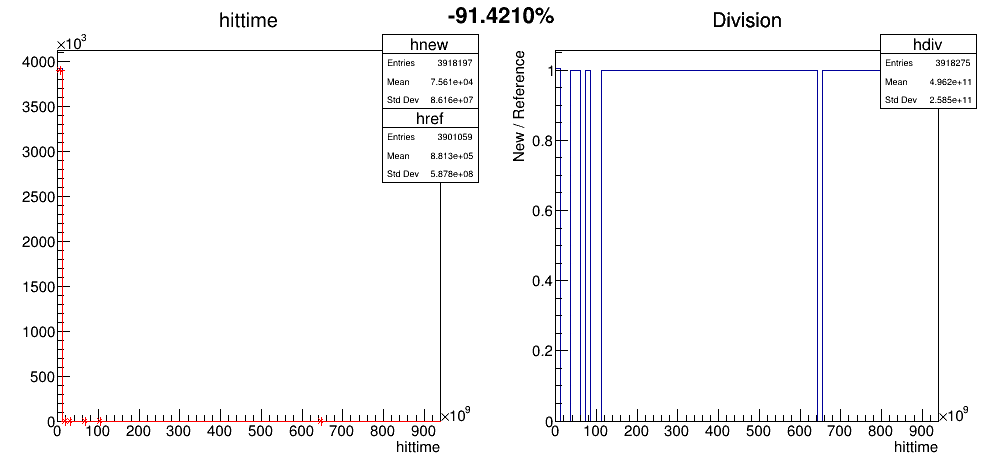 -91.4210%
hittime
×10³
hnew
Entries 3918197
Mean 7.561e+04
Std Dev 8.616e+07
href
Entries 3901059
Mean 8.813e+05
Std Dev 5.878e+08
4000
3500
3000
2500
2000
1500
1000
500
0
0 100 200 300 400 500 600 700 800 900
×10⁹
hittime
Division
hdiv
Entries 3918275
Mean 4.962e+11
Std Dev 2.585e+11
New / Reference
1
0.8
0.6
0.4
0.2
0
0 100 200 300 400 500 600 700 800 900
×10⁹
hittime